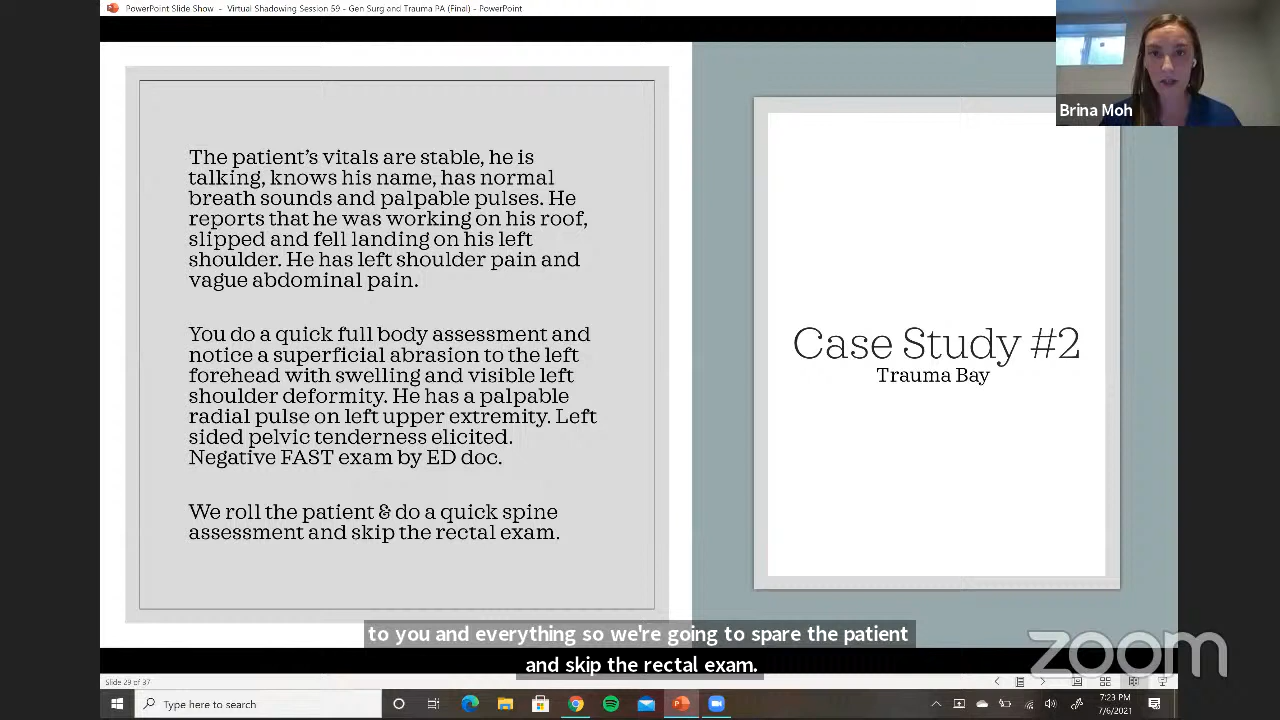 PowerPoint Slide Show - Virtual Shadowing Session 59 - Gen Surg and Trauma PA (Final) - PowerPoint
Brina Moh
The patient's vitals are stable, he is
talking, knows his name, has normal
breath sounds and palpable pulses. He
reports that he was working on his roof,
slipped and fell landing on his left
shoulder. He has left shoulder pain and
vague abdominal pain.
You do a quick full body assessment and
notice a superficial abrasion to the left
forehead with swelling and visible left
shoulder deformity. He has a palpable
radial pulse on left upper extremity. Left
sided pelvic tenderness elicited.
Negative FAST exam by ED doc.
We roll the patient & do a quick spine
assessment and skip the rectal exam.
Case Study #2
Trauma Bay
to you and everything so we're going to spare the patient
and skip the rectal exam.
zoom
Slide 29 of 37
Type here to search
7:23 PM
7/6/2021